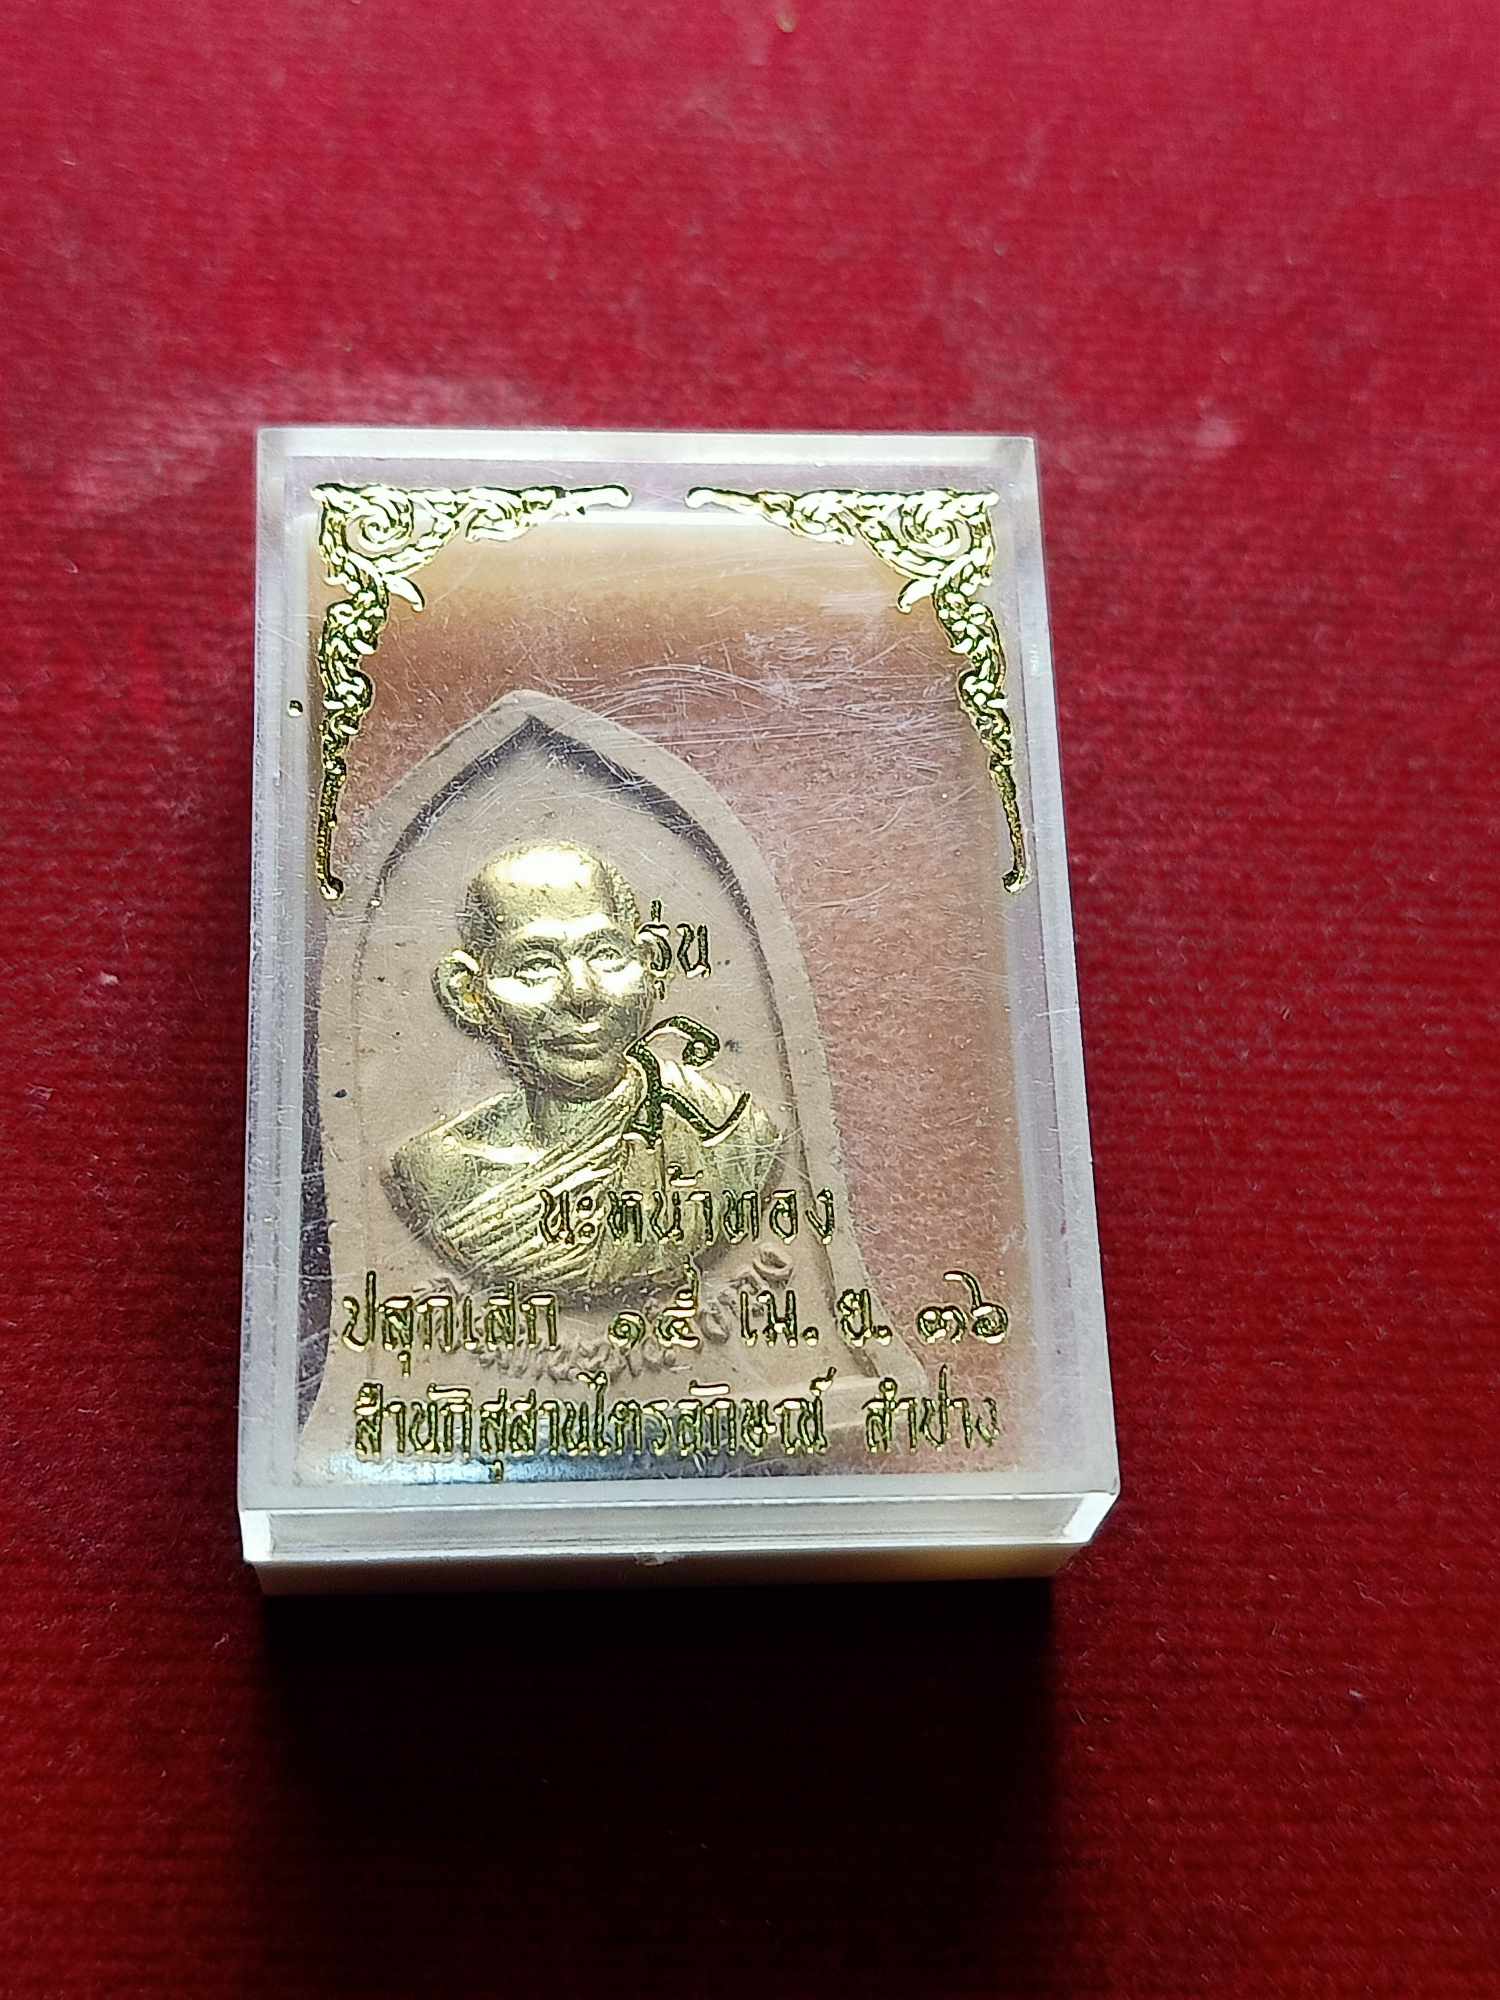 รุ่น
นะหน้าทอง
ปลุกเสก ๑๕ เม.ย. ๓๖
สำนักสุสานไตรลักษณ์ ลำปาง